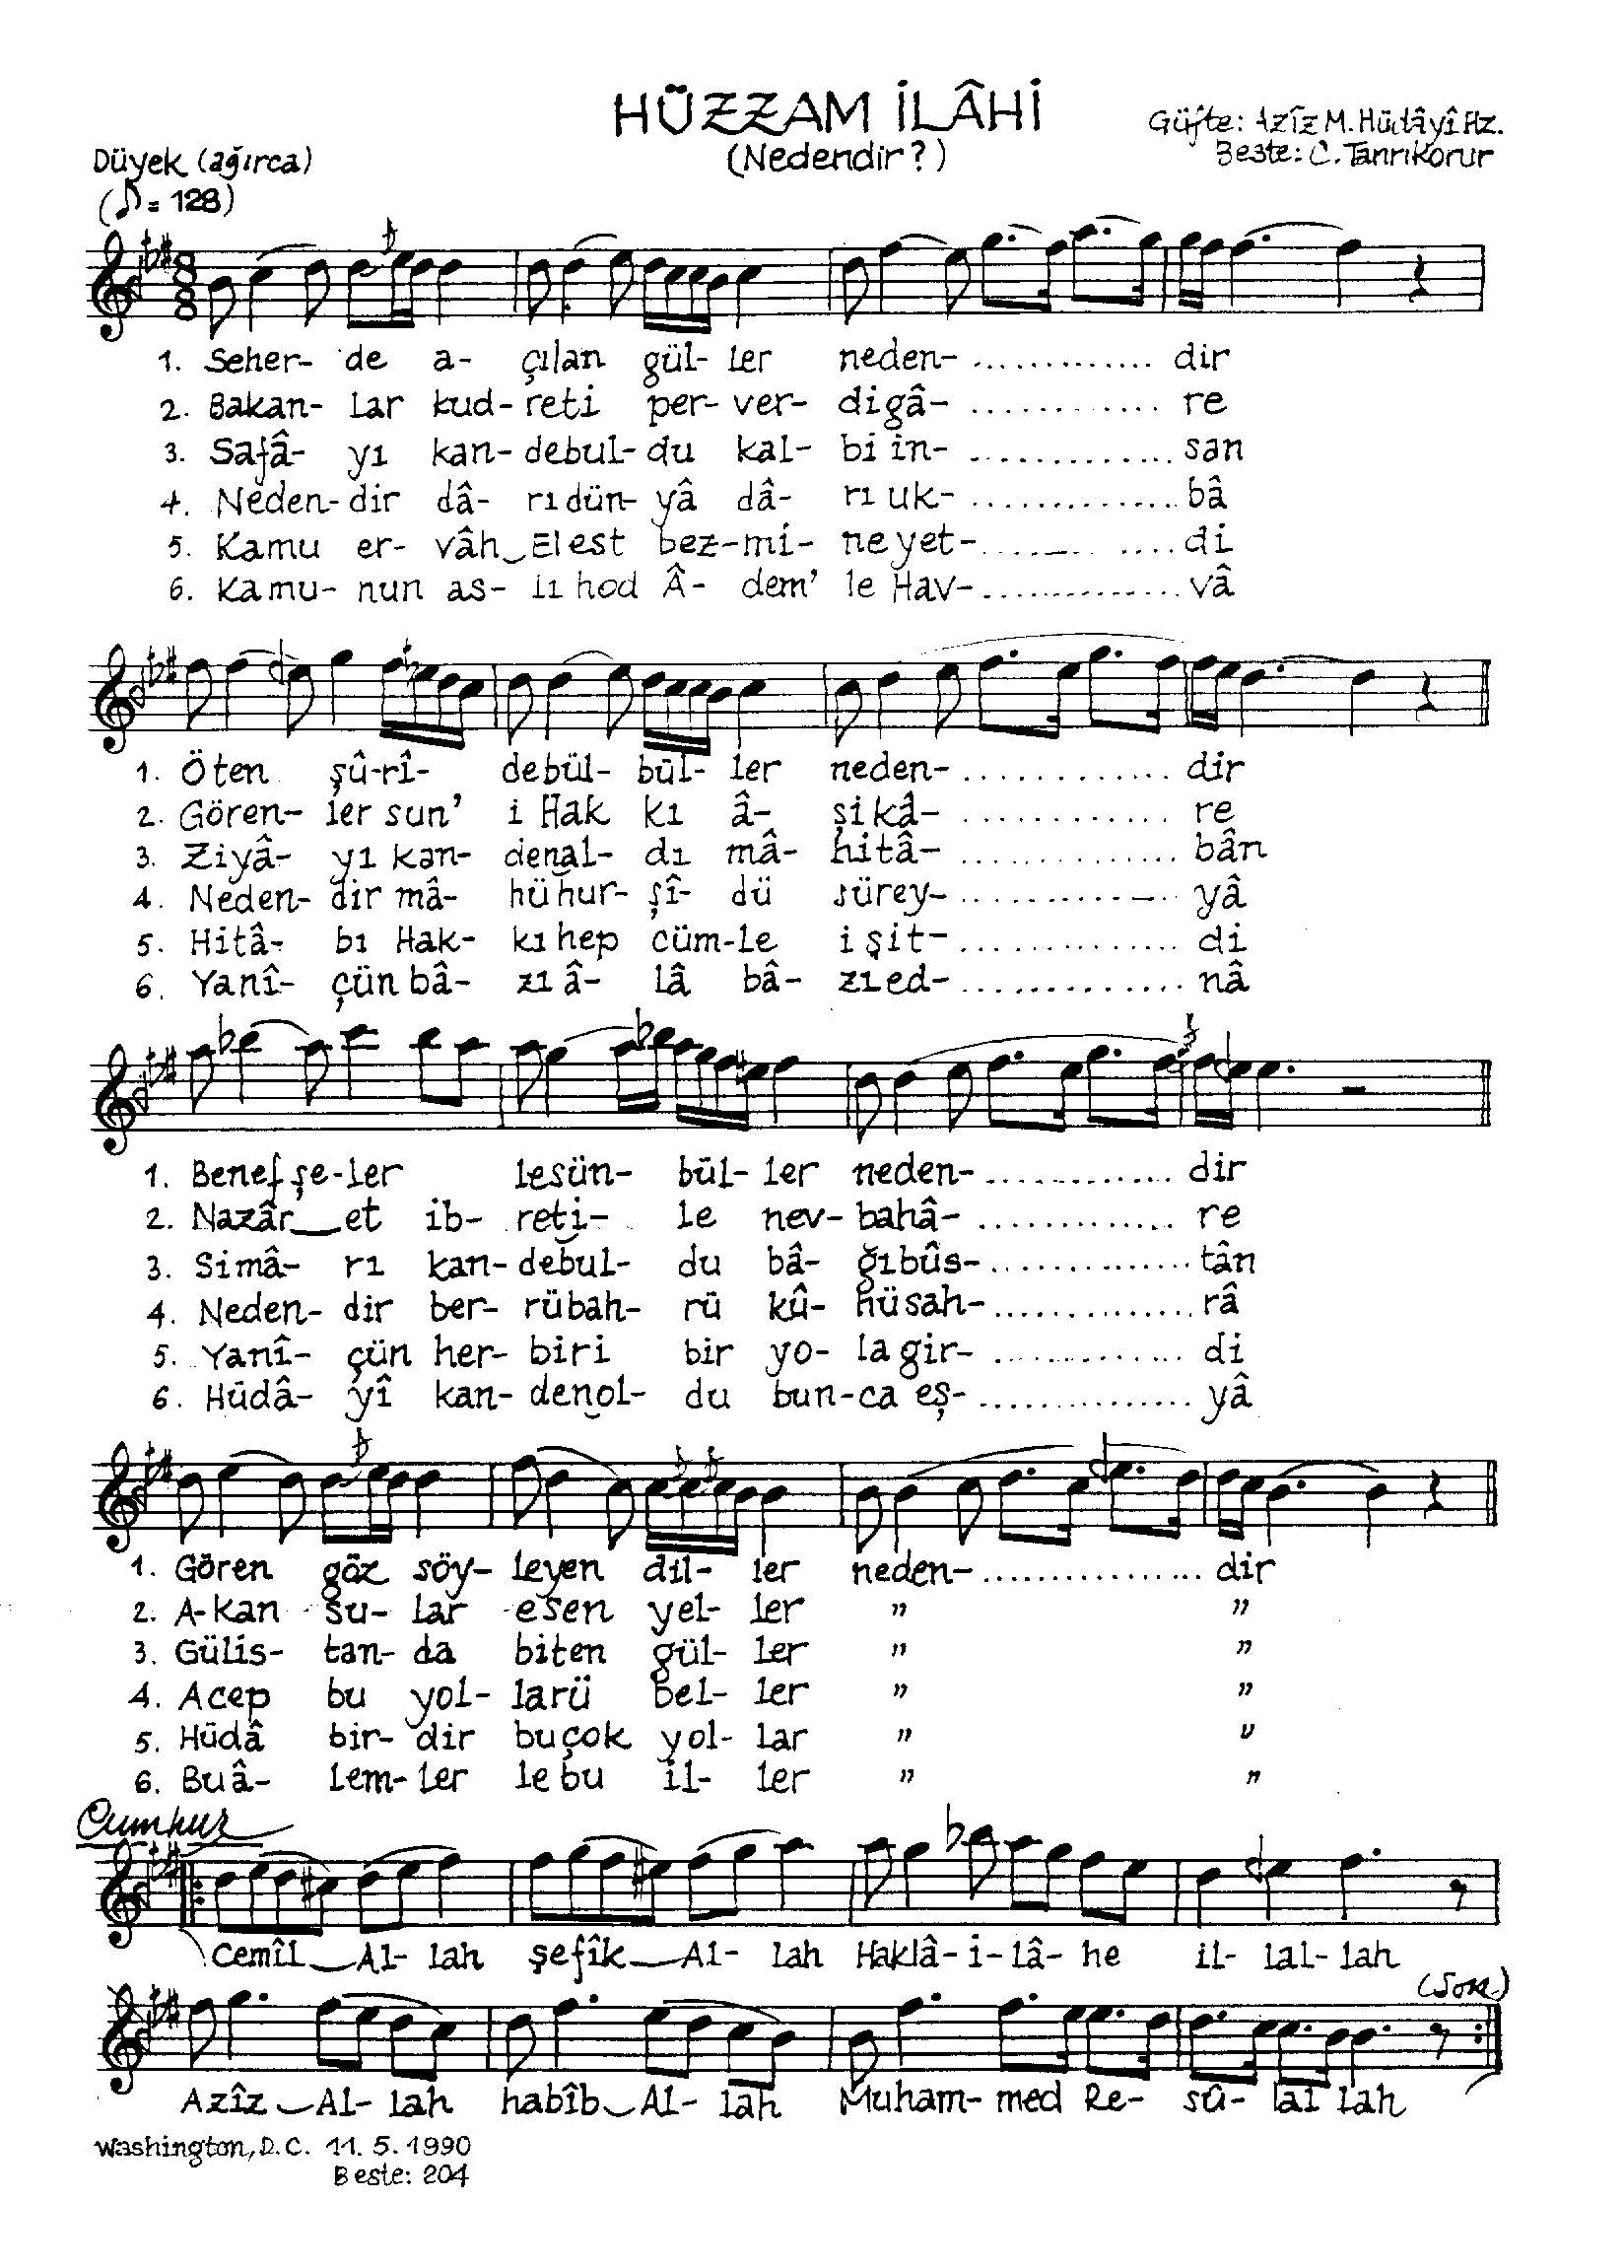 HÜZZAM İLÂHİ
(Nedendir?)
Güfte: Azîz M. Hüdâyî Hz.
Beste: C. Tanrıkorur
Düyek (ağırca)
(♪= 128)
8
8
1. Seher- de a- çılan gül- ler neden- .............. dir
2. Bakan- lar kud- reti per- ver- digâ- .............. re
3. Safâ- yı kan- debul- du kal- bi in- .............. san
4. Neden- dir dâ- rı dün- yâ dâ- rı uk- .............. bâ
5. Kamu er- vâh‿Elest bez- mi- ne yet- .............. di
6. Kamu- nun as- lı hod Â- dem' le Hav- .............. vâ
1. Öten şû-rî- debül- bül- ler neden- .............. dir
2. Gören- ler sun' i Hak kı â- şikâ- .............. re
3. Ziyâ- yı kan- denal- dı mâ- hitâ- .............. bân
4. Neden- dir mâ- hü hur- şî- dü sürey- .............. yâ
5. Hitâ- bı Hak- kı hep cüm-le işit- .............. di
6. Yanî- çün bâ- zı â- lâ bâ- zı ed- .............. nâ
1. Benefşe-ler lesün- bül- ler neden- .............. dir
2. Nazâr‿et ib- reti- le nev- bahâ- .............. re
3. Simâ- rı kan- debul- du bâ- ğıbûs- .............. tân
4. Neden- dir ber- rübah- rü kû- hü sah- .............. râ
5. Yanî- çün her- biri bir yo- la gir- .............. di
6. Hüdâ- yî kan- denol- du bun-ca eş- .............. yâ
1. Gören göz söy- leyen dil- ler neden- .............. dir
2. A-kan su- lar esen yel- ler " "
3. Gülis- tan- da biten gül- ler " "
4. Acep bu yol- larü bel- ler " "
5. Hüdâ bir- dir bu çok yol- lar " "
6. Bu â- lem- ler le bu il- ler " "
Cumhur
Cemîl‿Al- lah şefîk‿Al- lah Haklâ- i- lâ- he il- lal- lah
(Son)
Azîz‿Al- lah habîb‿Al- lah Muham- med Re- sû- lal lah
Washington, D.C. 11. 5. 1990
Beste: 204